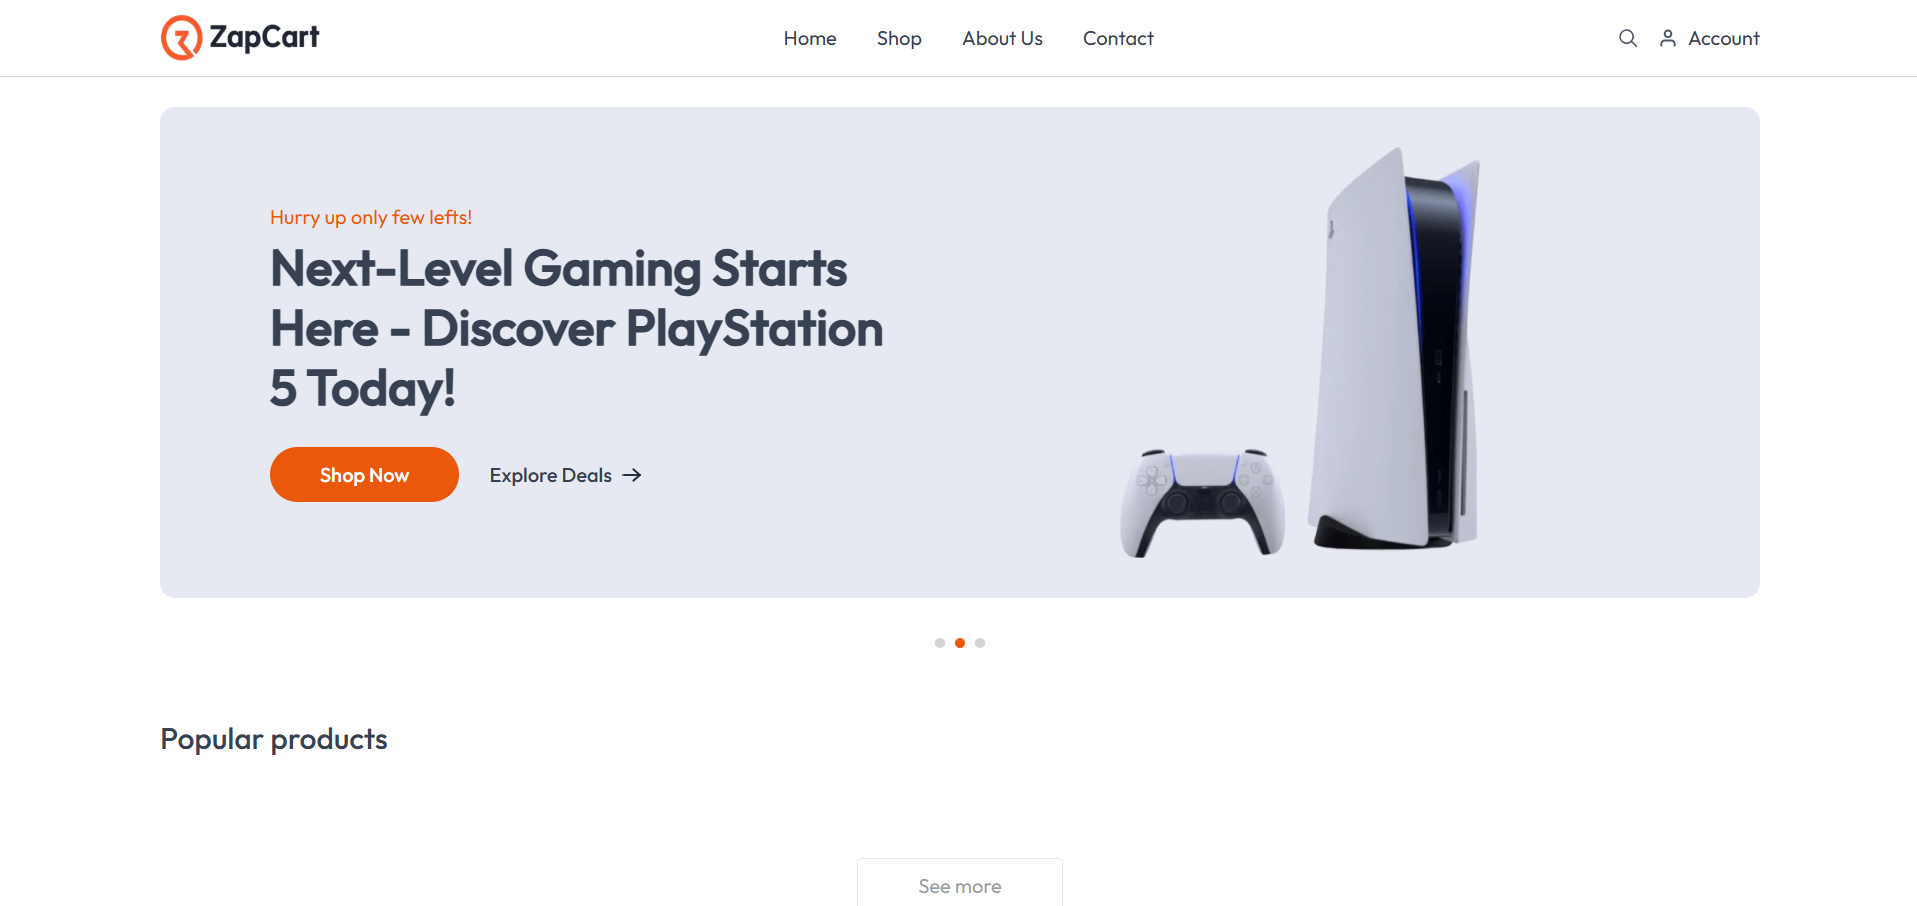 ZapCart
Home
Shop
About Us
Contact
Account
Hurry up only few lefts!
Next-Level Gaming Starts
Here - Discover PlayStation
5 Today!
Shop Now
Explore Deals
Popular products
See more